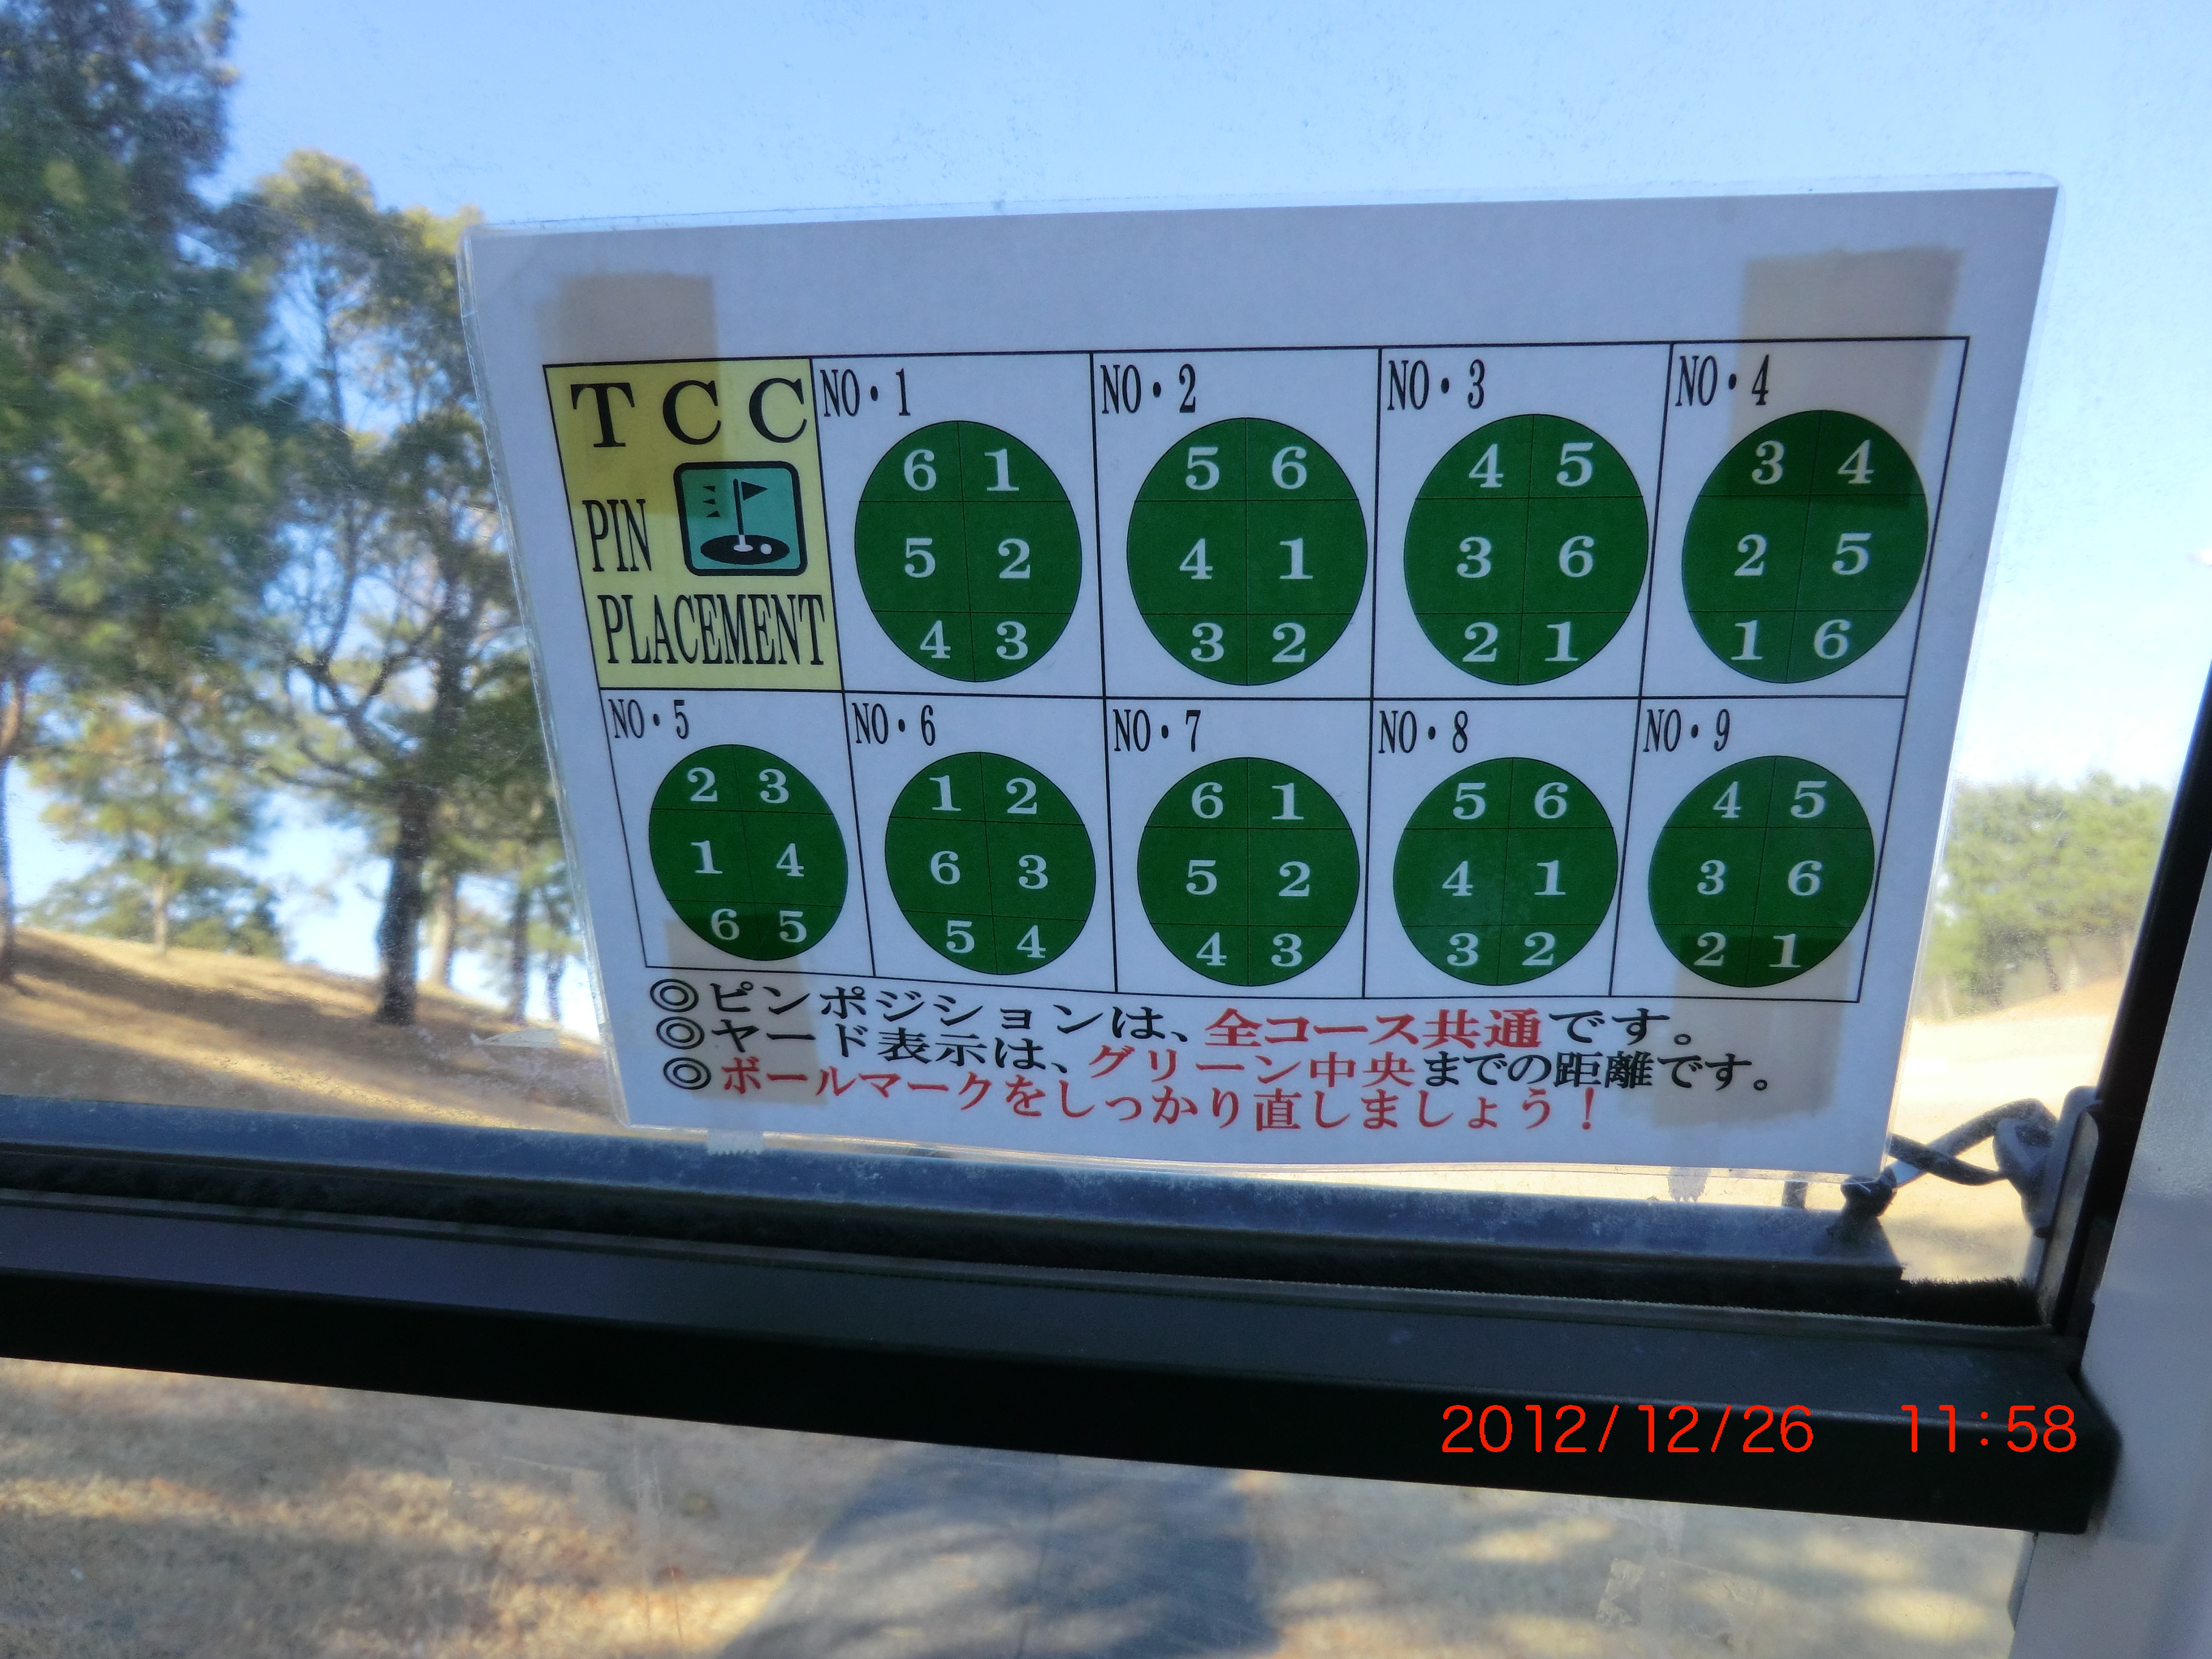 T C C
PIN
PLACEMENT
NO・1
6 1
5 2
4 3
NO・2
5 6
4 1
3 2
NO・3
4 5
3 6
2 1
NO・4
3 4
2 5
1 6
NO・5
2 3
1 4
6 5
NO・6
1 2
6 3
5 4
NO・7
6 1
5 2
4 3
NO・8
5 6
4 1
3 2
NO・9
4 5
3 6
2 1
◎ピンポジションは、全コース共通です。
◎ヤード表示は、グリーン中央までの距離です。
◎ボールマークをしっかり直しましょう！
2012/12/26 11:58